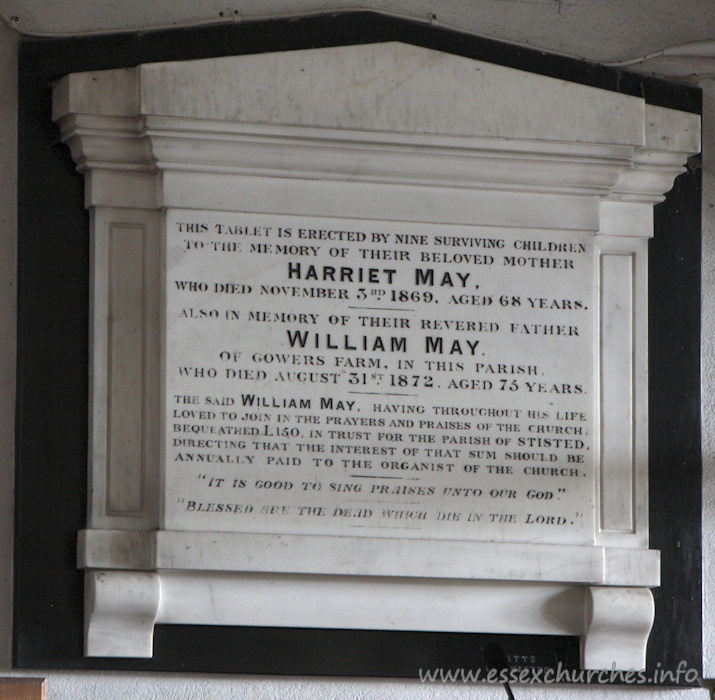 THIS TABLET IS ERECTED BY NINE SURVIVING CHILDREN
TO THE MEMORY OF THEIR BELOVED MOTHER
HARRIET MAY,
WHO DIED NOVEMBER 3RD 1869, AGED 68 YEARS.
ALSO IN MEMORY OF THEIR REVERED FATHER
WILLIAM MAY,
OF GOWERS FARM, IN THIS PARISH,
WHO DIED AUGUST 31ST 1872, AGED 75 YEARS.
THE SAID WILLIAM MAY, HAVING THROUGHOUT HIS LIFE
LOVED TO JOIN IN THE PRAYERS AND PRAISES OF THE CHURCH,
BEQUEATHED L150, IN TRUST FOR THE PARISH OF STISTED,
DIRECTING THAT THE INTEREST OF THAT SUM SHOULD BE
ANNUALLY PAID TO THE ORGANIST OF THE CHURCH.
"IT IS GOOD TO SING PRAISES UNTO OUR GOD."
"BLESSED ARE THE DEAD WHICH DIE IN THE LORD."
www.essexchurches.info